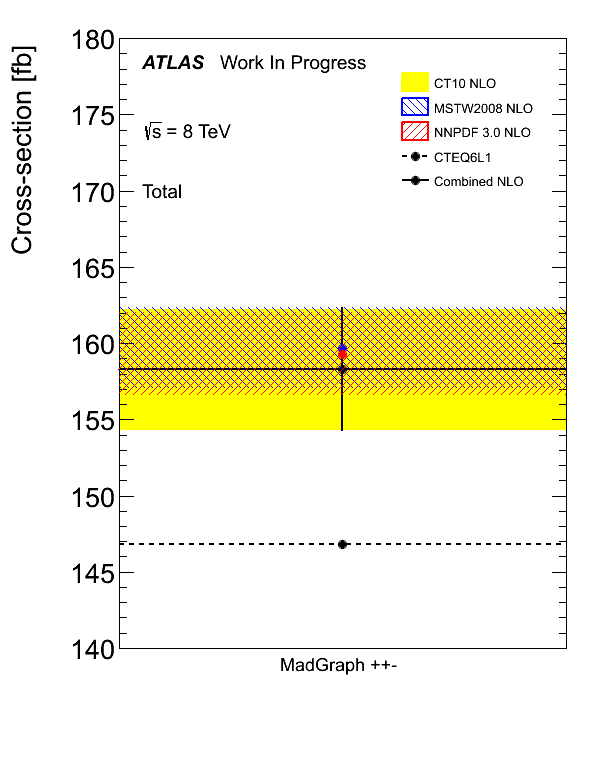 Cross-section [fb]
180
175
170
165
160
155
150
145
140
ATLAS Work In Progress
√s = 8 TeV
Total
CT10 NLO
MSTW2008 NLO
NNPDF 3.0 NLO
CTEQ6L1
Combined NLO
MadGraph ++-